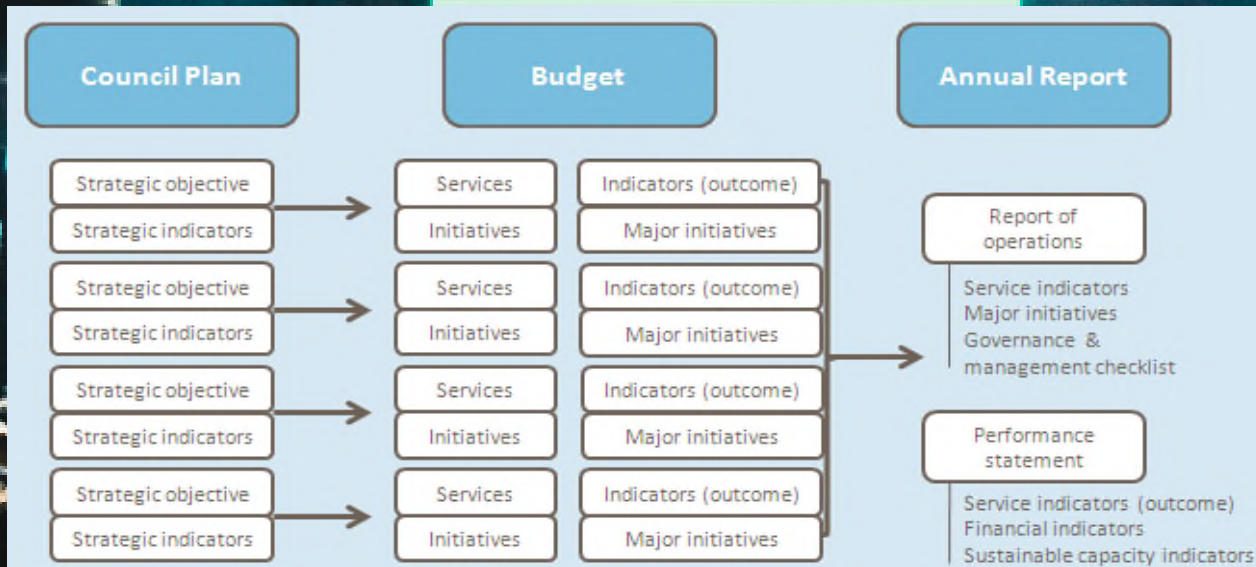 Council Plan
Budget
Annual Report
Strategic objective
Strategic indicators
Services
Initiatives
Indicators (outcome)
Major initiatives
Strategic objective
Strategic indicators
Services
Initiatives
Indicators (outcome)
Major initiatives
Strategic objective
Strategic indicators
Services
Initiatives
Indicators (outcome)
Major initiatives
Strategic objective
Strategic indicators
Services
Initiatives
Indicators (outcome)
Major initiatives
Report of
operations
Service indicators
Major initiatives
Governance &
management checklist
Performance
statement
Service indicators (outcome)
Financial indicators
Sustainable capacity indicators